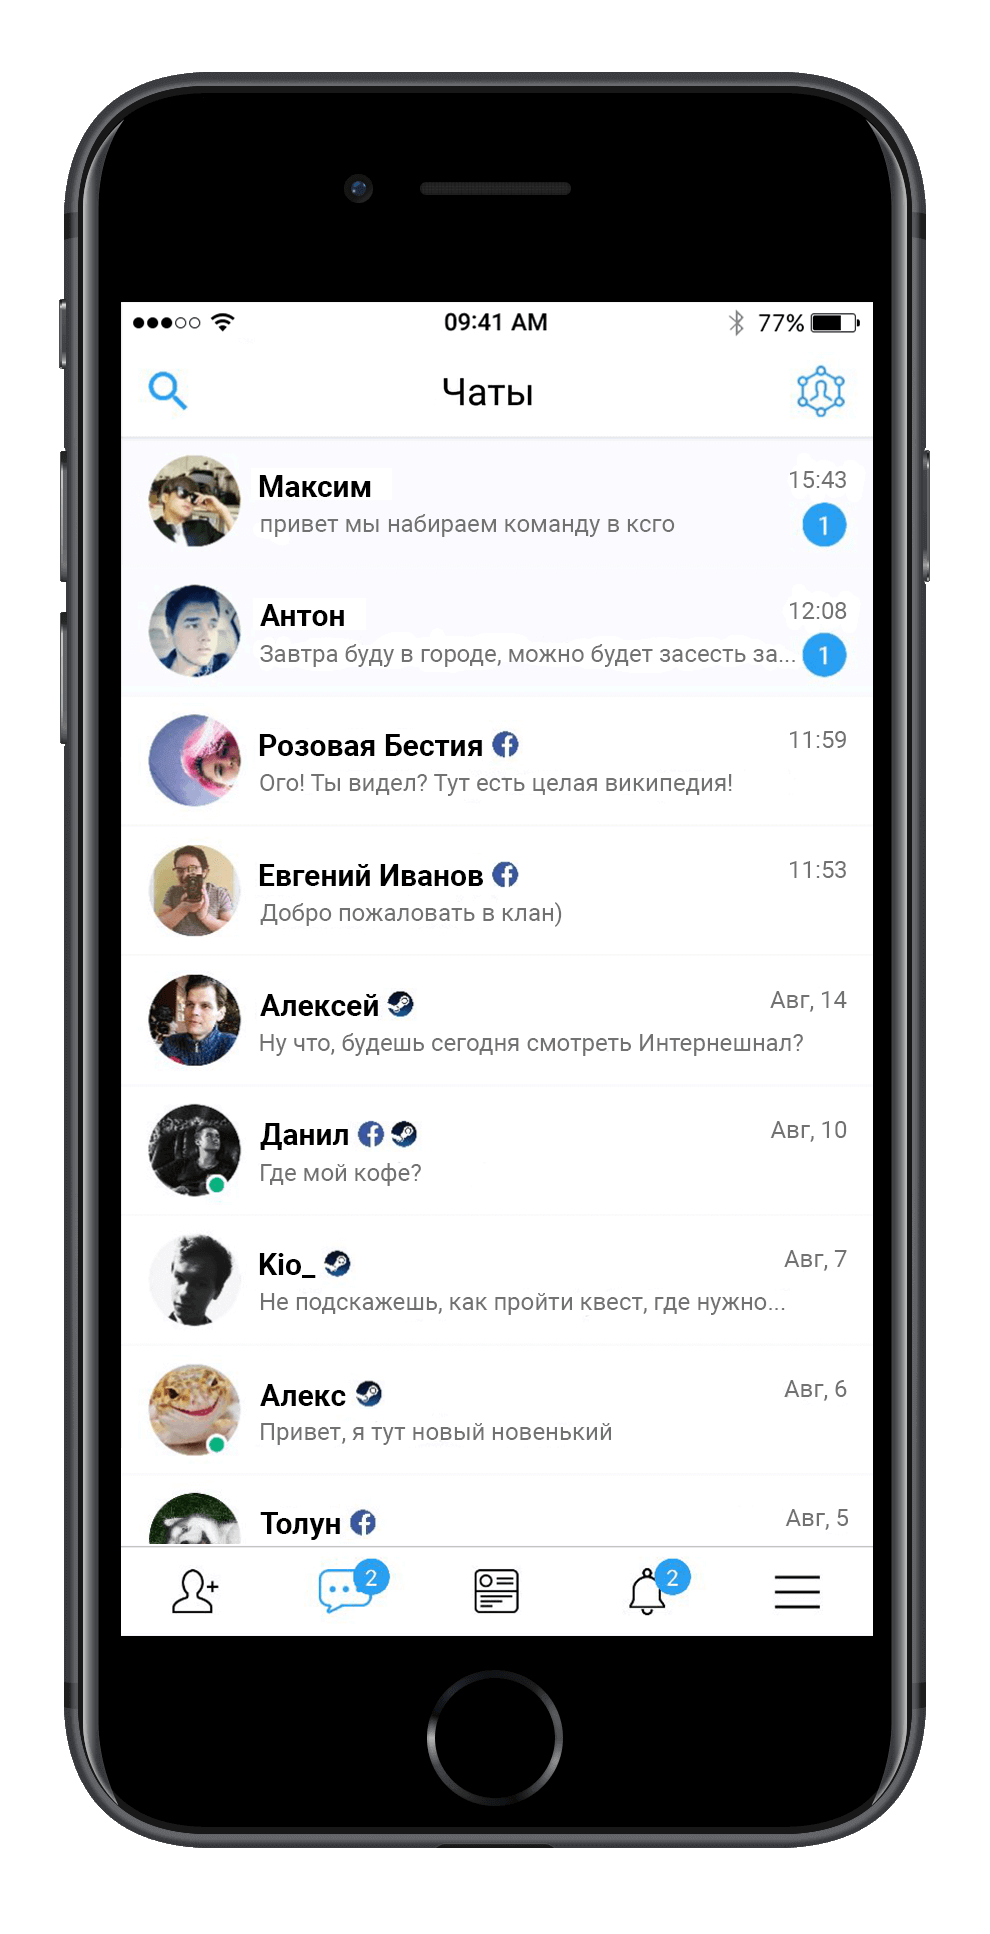 09:41 AM 77%
Чаты
Максим 15:43
привет мы набираем команду в ксго 1
Антон 12:08
Завтра буду в городе, можно будет засесть за... 1
Розовая Бестия 11:59
Ого! Ты видел? Тут есть целая википедия!
Евгений Иванов 11:53
Добро пожаловать в клан)
Алексей Авг, 14
Ну что, будешь сегодня смотреть Интернешнал?
Данил Авг, 10
Где мой кофе?
Kio_ Авг, 7
Не подскажешь, как пройти квест, где нужно...
Алекс Авг, 6
Привет, я тут новый новенький
Толун Авг, 5
2 2